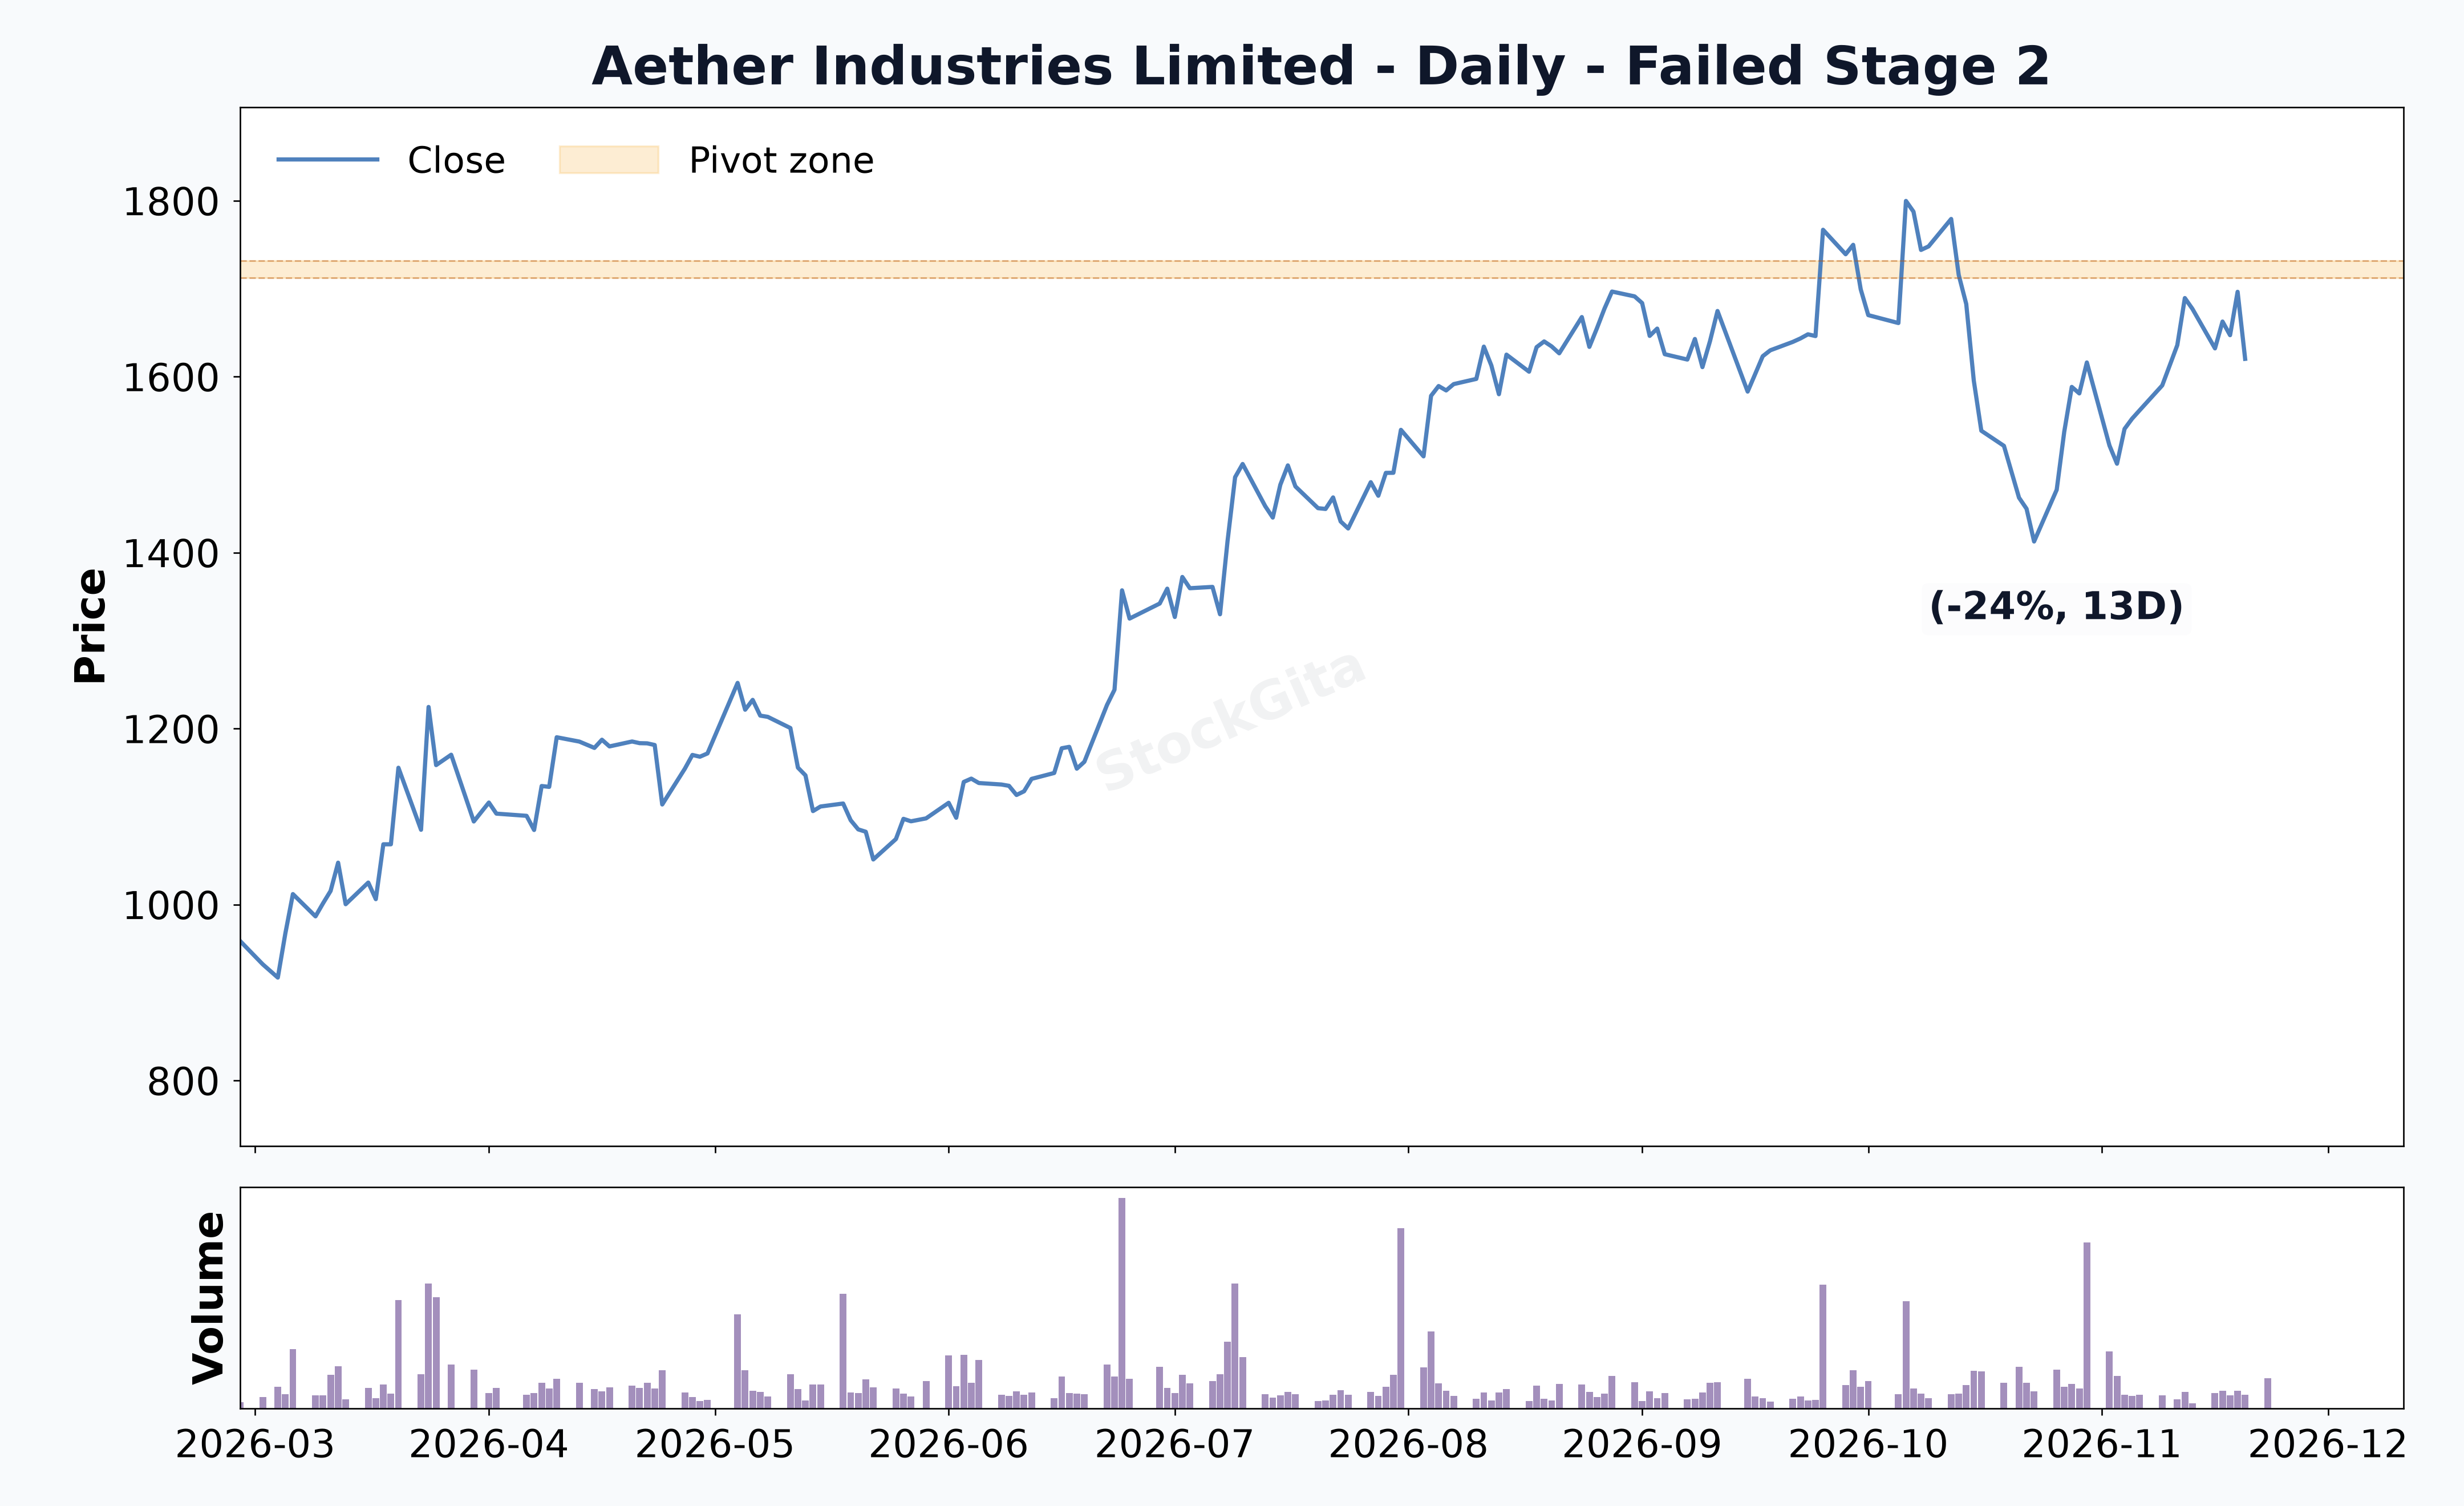 Aether Industries Limited - Daily - Failed Stage 2
Close
Pivot zone
1800
1600
1400
1200
1000
800
Price
(-24%, 13D)
StockGita
Volume
2026-03
2026-04
2026-05
2026-06
2026-07
2026-08
2026-09
2026-10
2026-11
2026-12